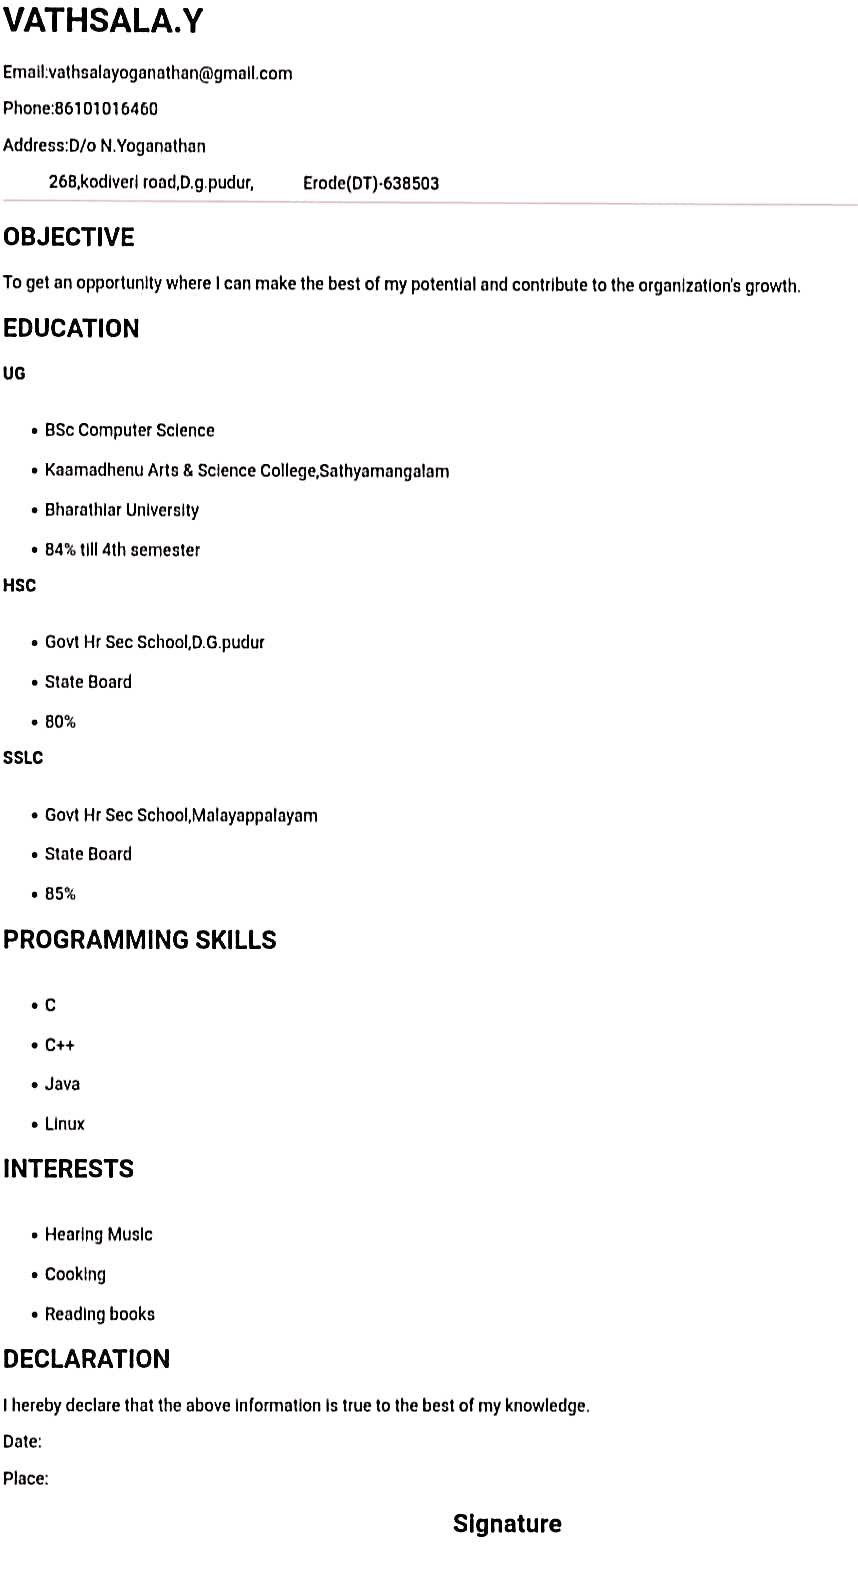 VATHSALA.Y
Email:vathsalayoganathan@gmail.com
Phone:86101016460
Address:D/o N.Yoganathan
268,kodiveri road,D.g.pudur, Erode(DT)-638503
OBJECTIVE
To get an opportunity where I can make the best of my potential and contribute to the organization's growth.
EDUCATION
UG
• BSc Computer Science
• Kaamadhenu Arts & Science College,Sathyamangalam
• Bharathiar University
• 84% till 4th semester
HSC
• Govt Hr Sec School,D.G.pudur
• State Board
• 80%
SSLC
• Govt Hr Sec School,Malayappalayam
• State Board
• 85%
PROGRAMMING SKILLS
• C
• C++
• Java
• Linux
INTERESTS
• Hearing Music
• Cooking
• Reading books
DECLARATION
I hereby declare that the above information is true to the best of my knowledge.
Date:
Place:
Signature